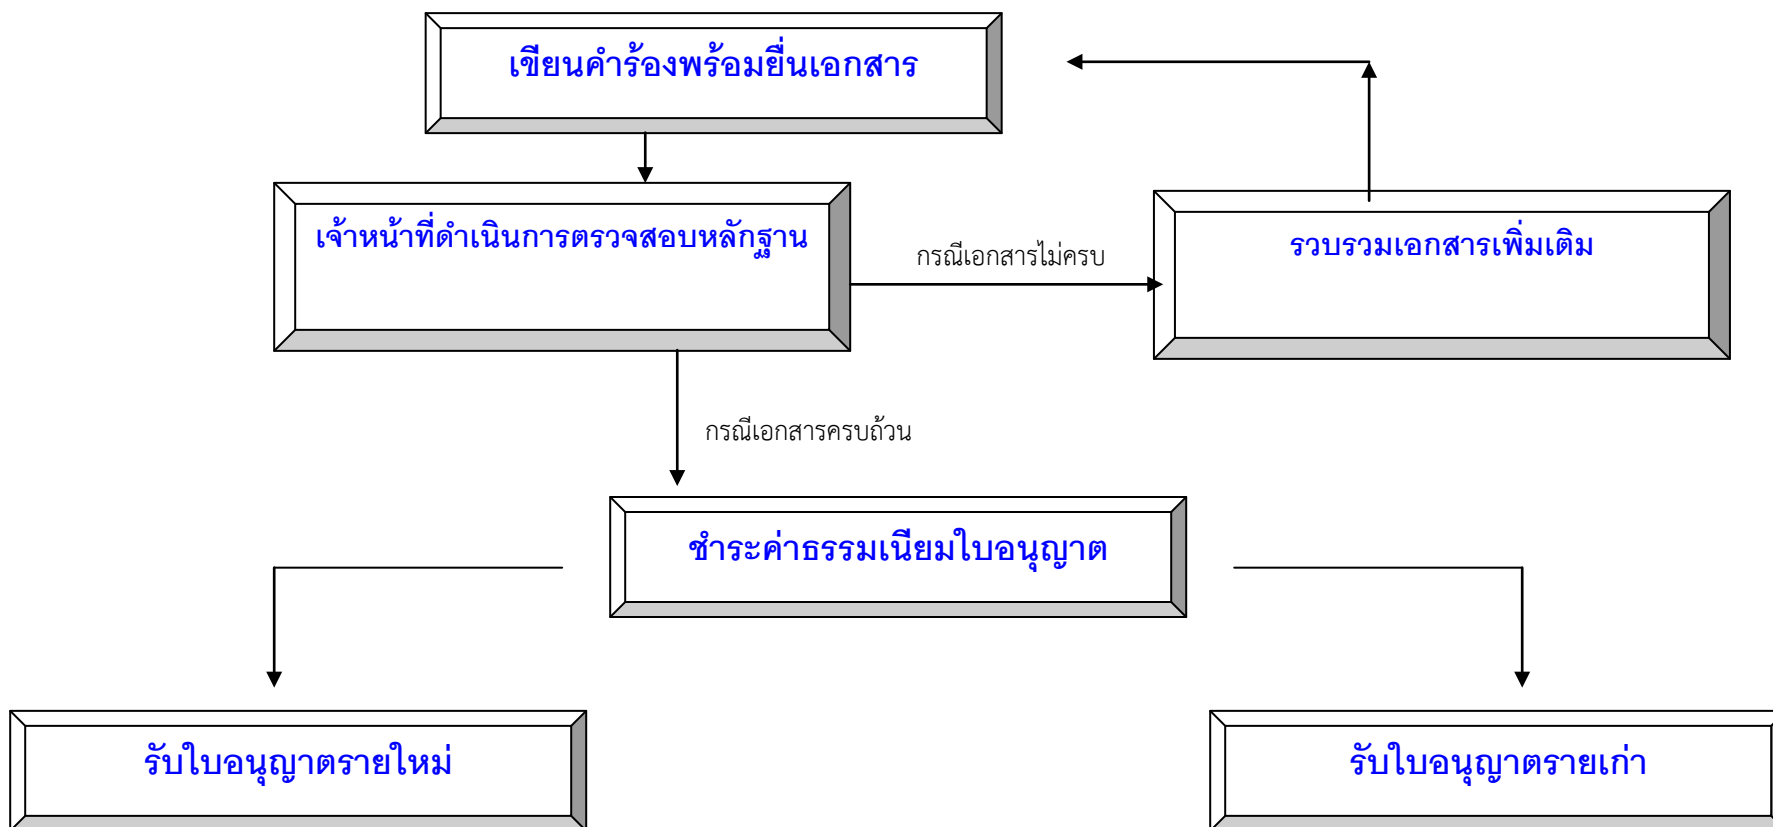 เขียนคำร้องพร้อมยื่นเอกสาร
เจ้าหน้าที่ดำเนินการตรวจสอบหลักฐาน
กรณีเอกสารไม่ครบ
รวบรวมเอกสารเพิ่มเติม
กรณีเอกสารครบถ้วน
ชำระค่าธรรมเนียมใบอนุญาต
รับใบอนุญาตรายใหม่
รับใบอนุญาตรายเก่า